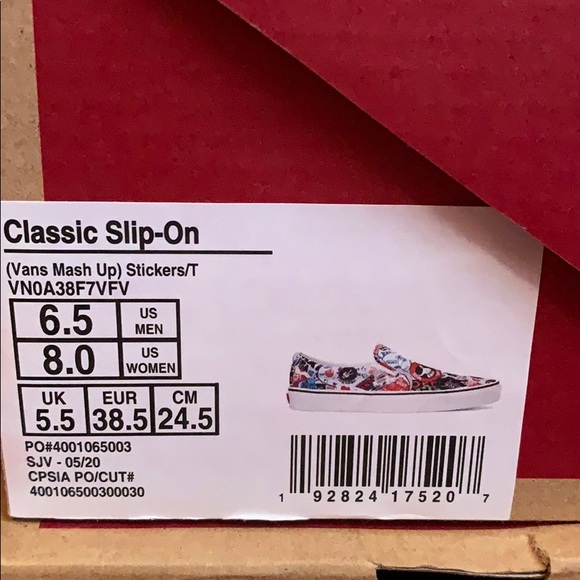 Classic Slip-On
(Vans Mash Up) Stickers/T
VN0A38F7VFV
6.5 US MEN
8.0 US WOMEN
UK EUR CM
5.5 38.5 24.5
PO#4001065003
SJV - 05/20
CPSIA PO/CUT#
400106500300030
1 92824 17520 7